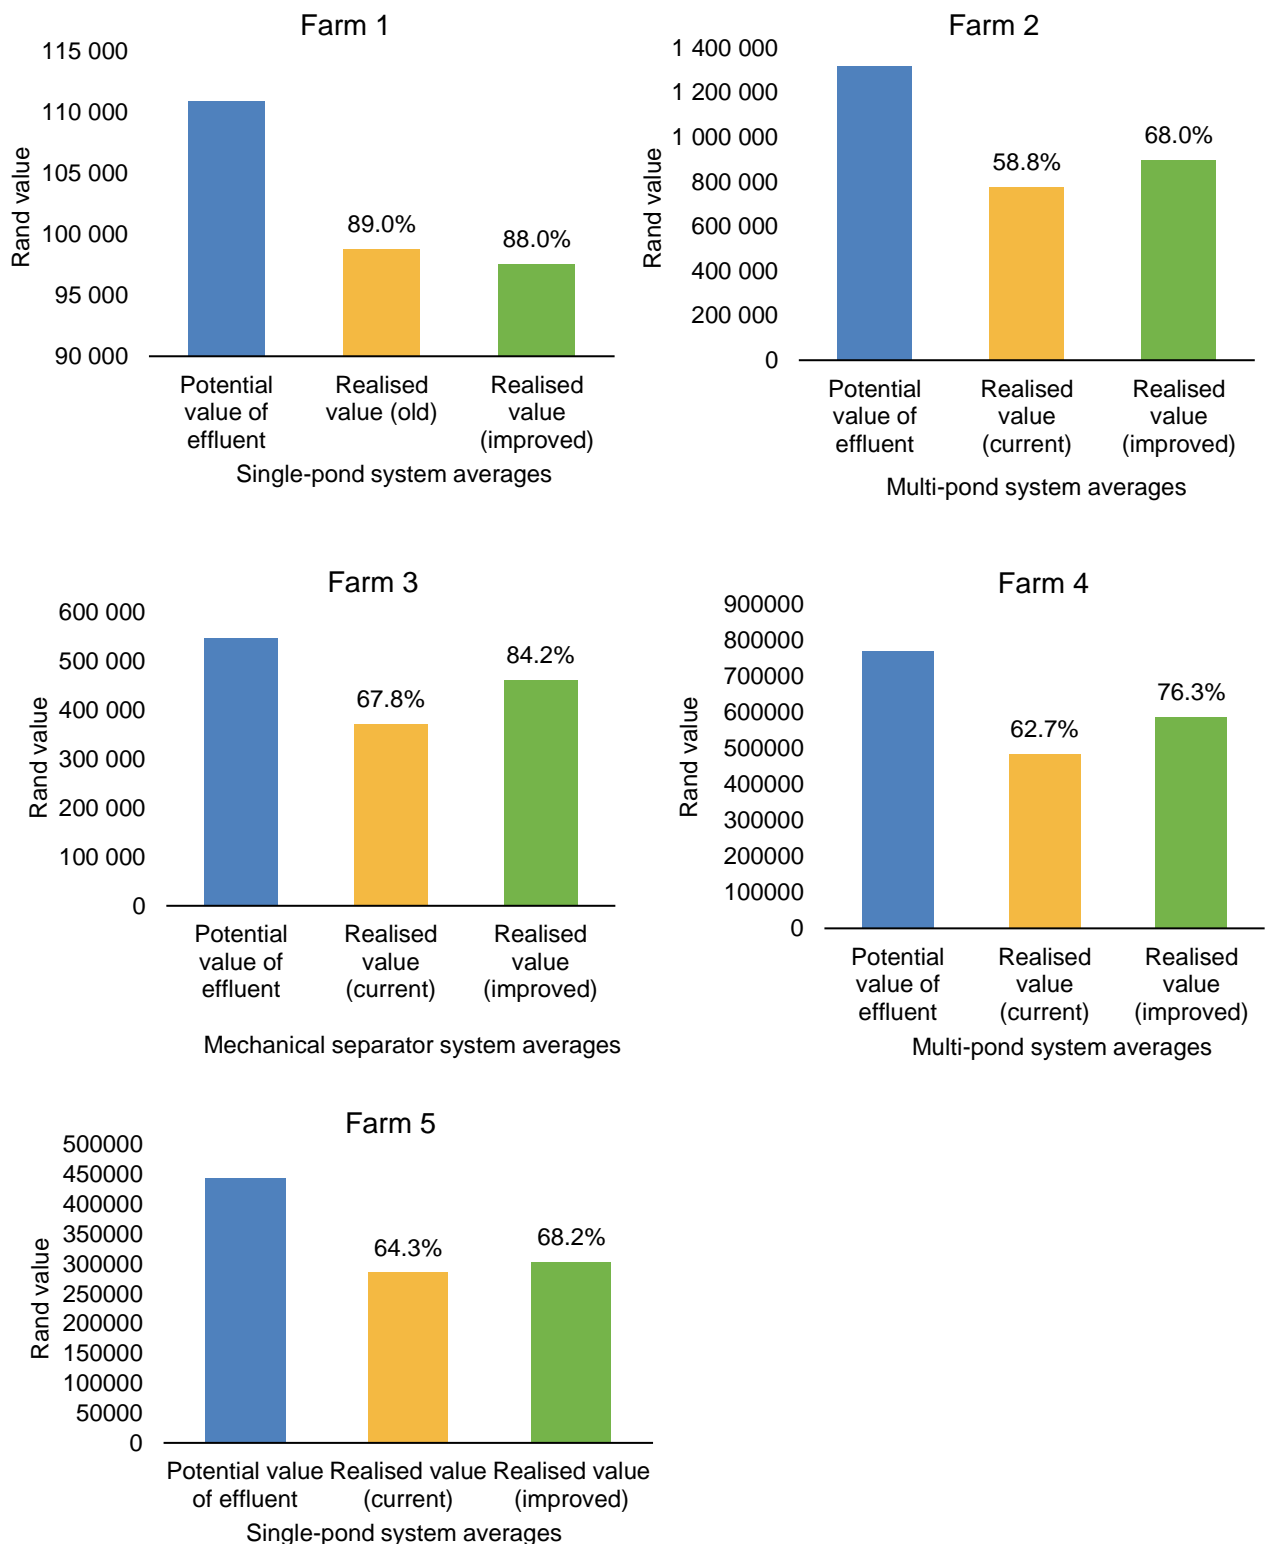 Farm 1
115 000
110 000
105 000
100 000
95 000
90 000
Rand value
89.0%
88.0%
Potential
value of
effluent
Realised
value (old)
Realised
value
(improved)
Single-pond system averages
Farm 2
1 400 000
1 200 000
1 000 000
800 000
600 000
400 000
200 000
0
Rand value
58.8%
68.0%
Potential
value of
effluent
Realised
value
(current)
Realised
value
(improved)
Multi-pond system averages
Farm 3
600 000
500 000
400 000
300 000
200 000
100 000
0
Rand value
67.8%
84.2%
Potential
value of
effluent
Realised
value
(current)
Realised
value
(improved)
Mechanical separator system averages
Farm 4
900000
800000
700000
600000
500000
400000
300000
200000
100000
0
Rand value
62.7%
76.3%
Potential
value of
effluent
Realised
value
(current)
Realised
value
(improved)
Multi-pond system averages
Farm 5
500000
450000
400000
350000
300000
250000
200000
150000
100000
50000
0
Rand value
64.3%
68.2%
Potential value
of effluent
Realised value
(current)
Realised value
(improved)
Single-pond system averages